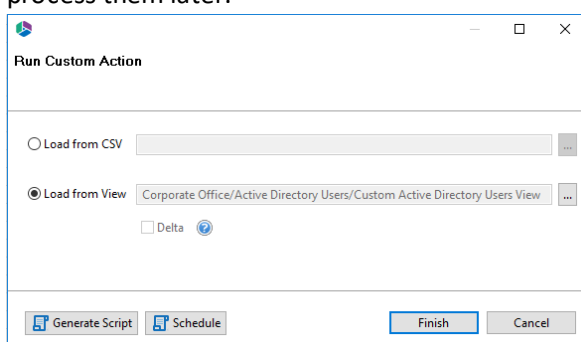 process them later.
Run Custom Action
Load from CSV
...
Load from View Corporate Office/Active Directory Users/Custom Active Directory Users View ...
Delta ?
Generate Script Schedule Finish Cancel